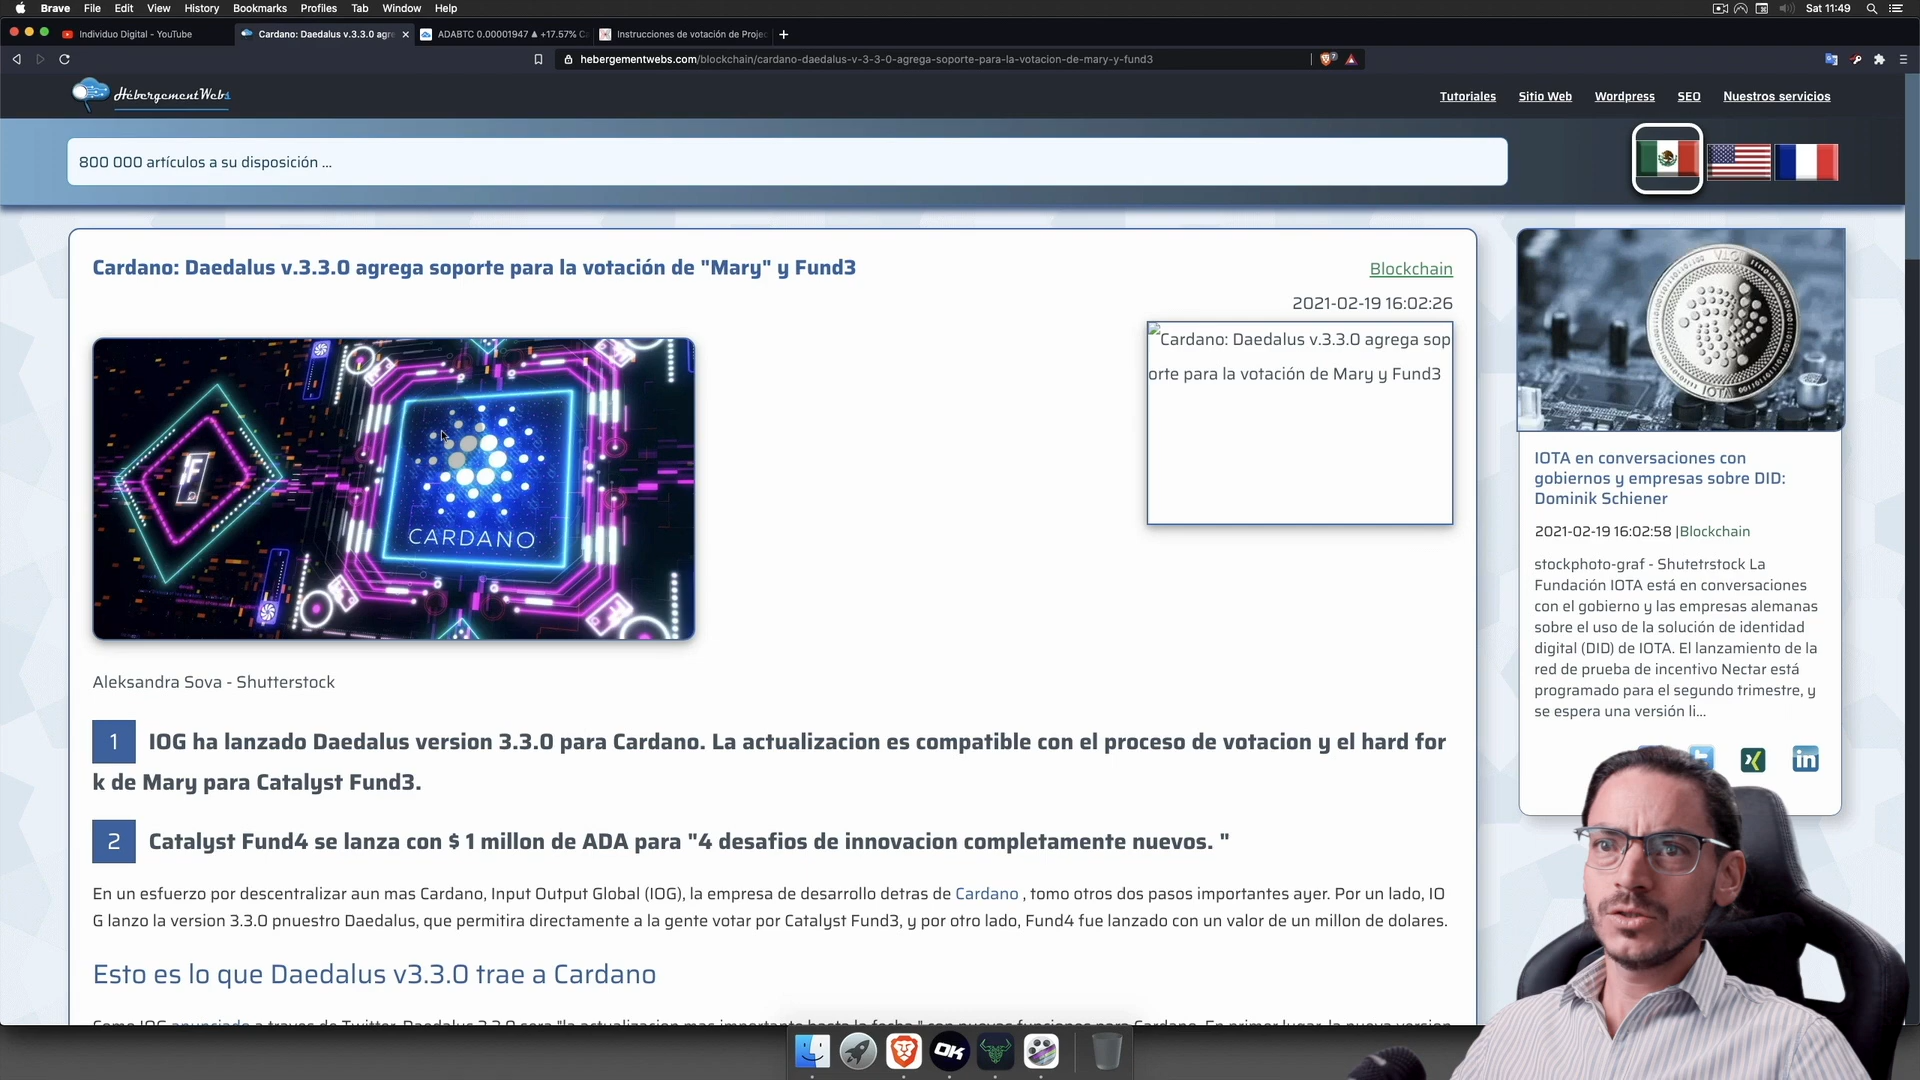 Brave File Edit View History Bookmarks Profiles Tab Window Help
Sat 11:49
Individuo Digital - YouTube
Cardano: Daedalus v.3.3.0 agre
ADABTC 0.00001947 ▲ +17.57% C
Instrucciones de votación de Projec
hebergementwebs.com/blockchain/cardano-daedalus-v-3-3-0-agrega-soporte-para-la-votacion-de-mary-y-fund3
HébergementWebs
Tutoriales Sitio Web Wordpress SEO Nuestros servicios
800 000 artículos a su disposición ...
Cardano: Daedalus v.3.3.0 agrega soporte para la votación de "Mary" y Fund3
Blockchain
2021-02-19 16:02:26
Cardano: Daedalus v.3.3.0 agrega sop
orte para la votación de Mary y Fund3
CARDANO
Aleksandra Sova - Shutterstock
1 IOG ha lanzado Daedalus version 3.3.0 para Cardano. La actualizacion es compatible con el proceso de votacion y el hard for
k de Mary para Catalyst Fund3.
2 Catalyst Fund4 se lanza con $ 1 millon de ADA para "4 desafios de innovacion completamente nuevos. "
En un esfuerzo por descentralizar aun mas Cardano, Input Output Global (IOG), la empresa de desarrollo detras de Cardano , tomo otros dos pasos importantes ayer. Por un lado, IO
G lanzo la version 3.3.0 pnuestro Daedalus, que permitira directamente a la gente votar por Catalyst Fund3, y por otro lado, Fund4 fue lanzado con un valor de un millon de dolares.
Esto es lo que Daedalus v3.3.0 trae a Cardano
IOTA
IOTA en conversaciones con
gobiernos y empresas sobre DID:
Dominik Schiener
2021-02-19 16:02:58 |Blockchain
stockphoto-graf - Shutetrstock La
Fundación IOTA está en conversaciones
con el gobierno y las empresas alemanas
sobre el uso de la solución de identidad
digital (DID) de IOTA. El lanzamiento de la
red de prueba de incentivo Nectar está
programado para el segundo trimestre, y
se espera una versión li...
in
OK